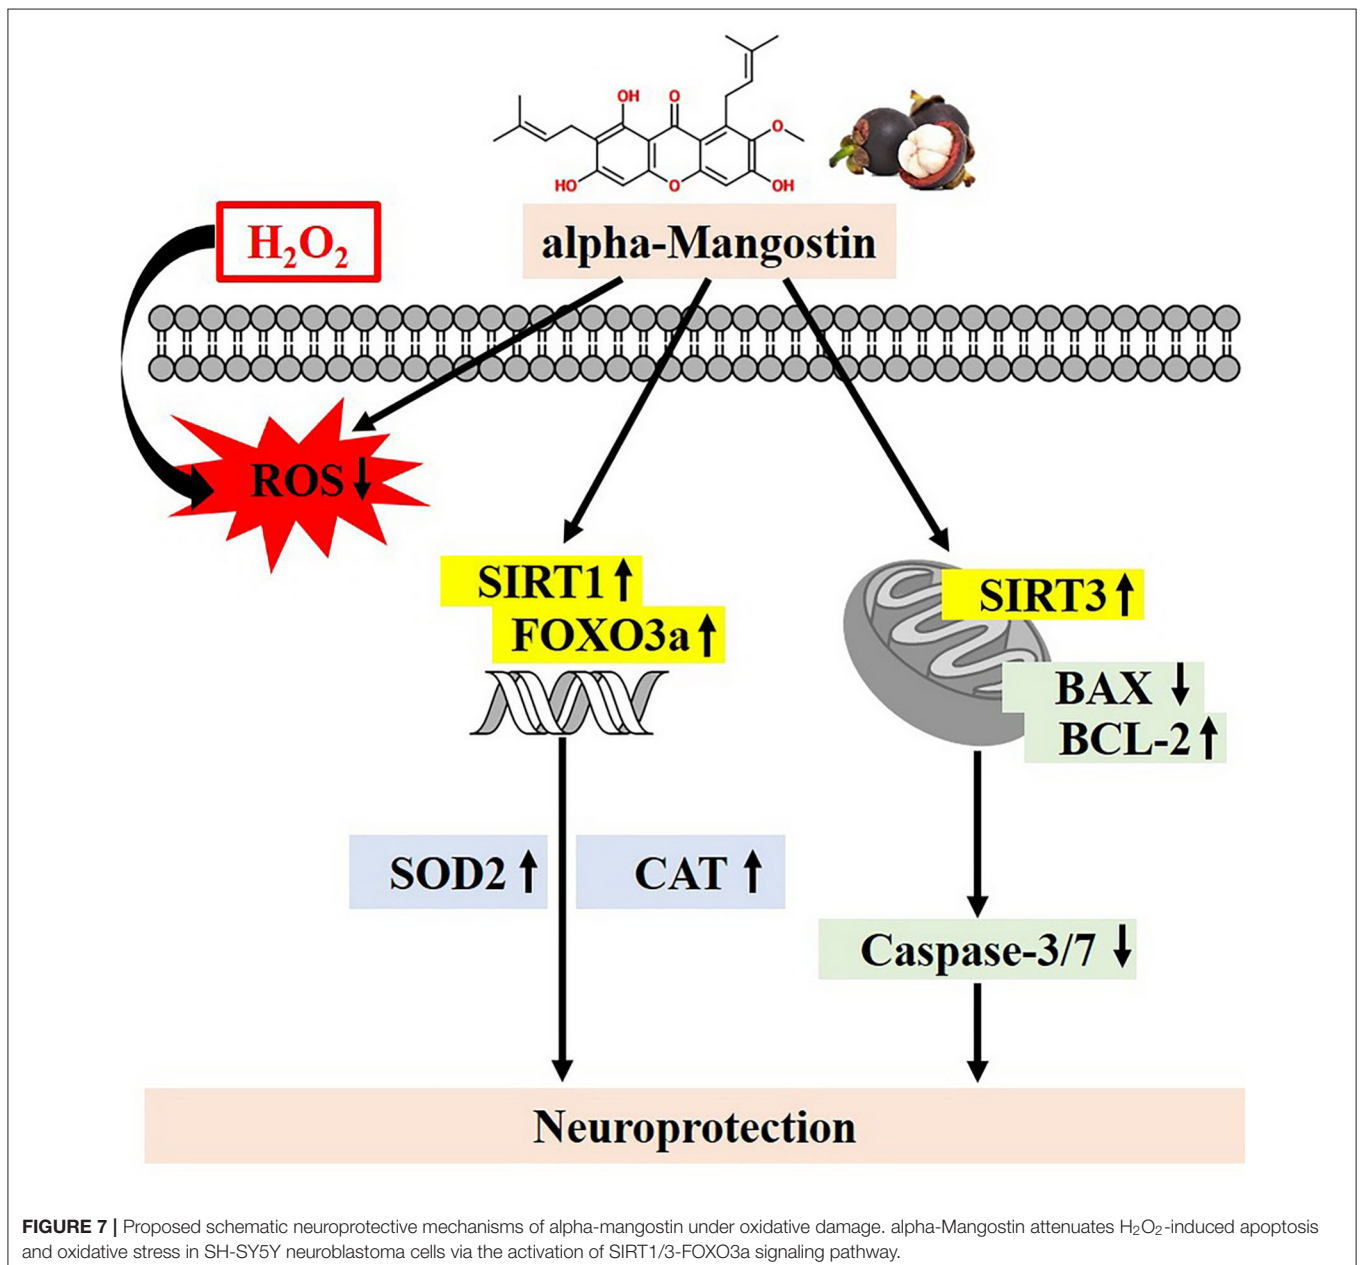 OH
O
O
HO
O
OH
H₂O₂
alpha-Mangostin
ROS↓
SIRT1↑
FOXO3a↑
SIRT3↑
BAX ↓
BCL-2↑
SOD2↑
CAT ↑
Caspase-3/7 ↓
Neuroprotection
FIGURE 7 | Proposed schematic neuroprotective mechanisms of alpha-mangostin under oxidative damage. alpha-Mangostin attenuates H₂O₂-induced apoptosis
and oxidative stress in SH-SY5Y neuroblastoma cells via the activation of SIRT1/3-FOXO3a signaling pathway.